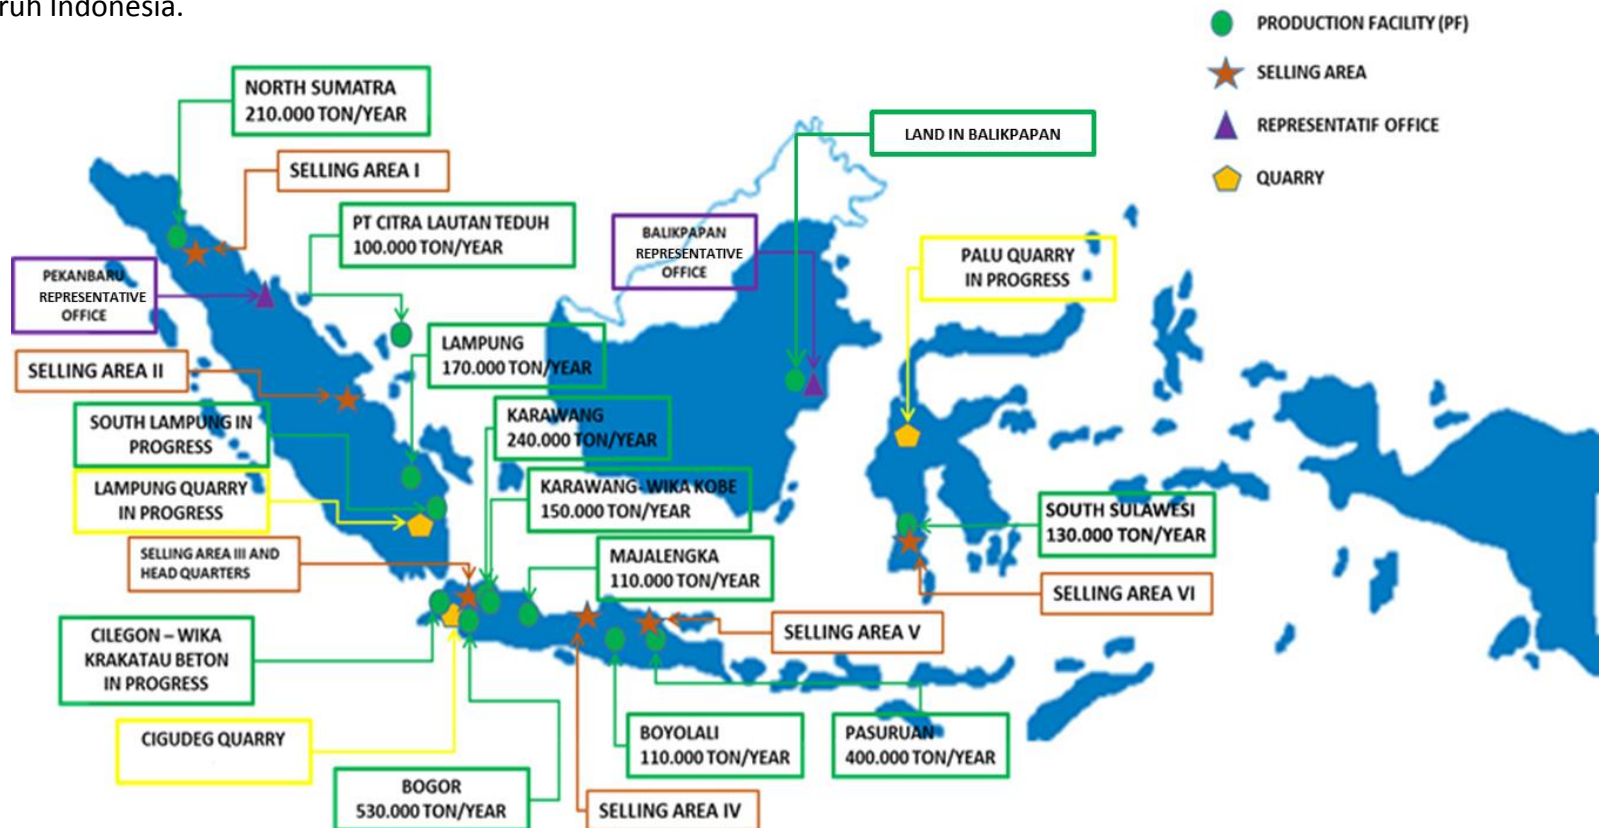 ruh Indonesia.
PRODUCTION FACILITY (PF)
SELLING AREA
REPRESENTATIF OFFICE
QUARRY
NORTH SUMATRA
210.000 TON/YEAR
SELLING AREA I
PT CITRA LAUTAN TEDUH
100.000 TON/YEAR
LAND IN BALIKPAPAN
BALIKPAPAN
REPRESENTATIVE
OFFICE
PALU QUARRY
IN PROGRESS
PEKANBARU
REPRESENTATIVE
OFFICE
LAMPUNG
170.000 TON/YEAR
SELLING AREA II
SOUTH LAMPUNG IN
PROGRESS
KARAWANG
240.000 TON/YEAR
LAMPUNG QUARRY
IN PROGRESS
KARAWANG- WIKA KOBE
150.000 TON/YEAR
SOUTH SULAWESI
130.000 TON/YEAR
SELLING AREA III AND
HEAD QUARTERS
MAJALENGKA
110.000 TON/YEAR
SELLING AREA VI
CILEGON – WIKA
KRAKATAU BETON
IN PROGRESS
SELLING AREA V
CIGUDEG QUARRY
BOYOLALI
110.000 TON/YEAR
PASURUAN
400.000 TON/YEAR
BOGOR
530.000 TON/YEAR
SELLING AREA IV